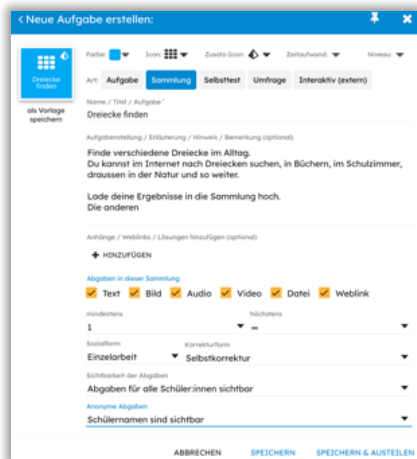 < Neue Aufgabe erstellen:
Farbe: Icon: Zusatz-Icon: Zeitaufwand: Niveau:
Dreiecke finden
Art: Aufgabe Sammlung Selbsttest Umfrage Interaktiv (extern)
als Vorlage speichern
Name / Titel / Aufgabe *
Dreiecke finden
Aufgabenstellung / Erläuterung / Hinweis / Bemerkung (optional)
Finde verschiedene Dreiecke im Alltag.
Du kannst im Internet nach Dreiecken suchen, in Büchern, im Schulzimmer,
draussen in der Natur und so weiter.
Lade deine Ergebnisse in die Sammlung hoch.
Die anderen
Anhänge / Weblinks / Lösungen hinzufügen (optional)
+ HINZUFÜGEN
Abgaben in dieser Sammlung
Text Bild Audio Video Datei Weblink
mindestens höchstens
1 ∞
Sozialform Korrekturform
Einzelarbeit Selbstkorrektur
Sichtbarkeit der Abgaben
Abgaben für alle Schüler:innen sichtbar
Anonyme Abgaben
Schülernamen sind sichtbar
ABBRECHEN SPEICHERN SPEICHERN & AUSTEILEN